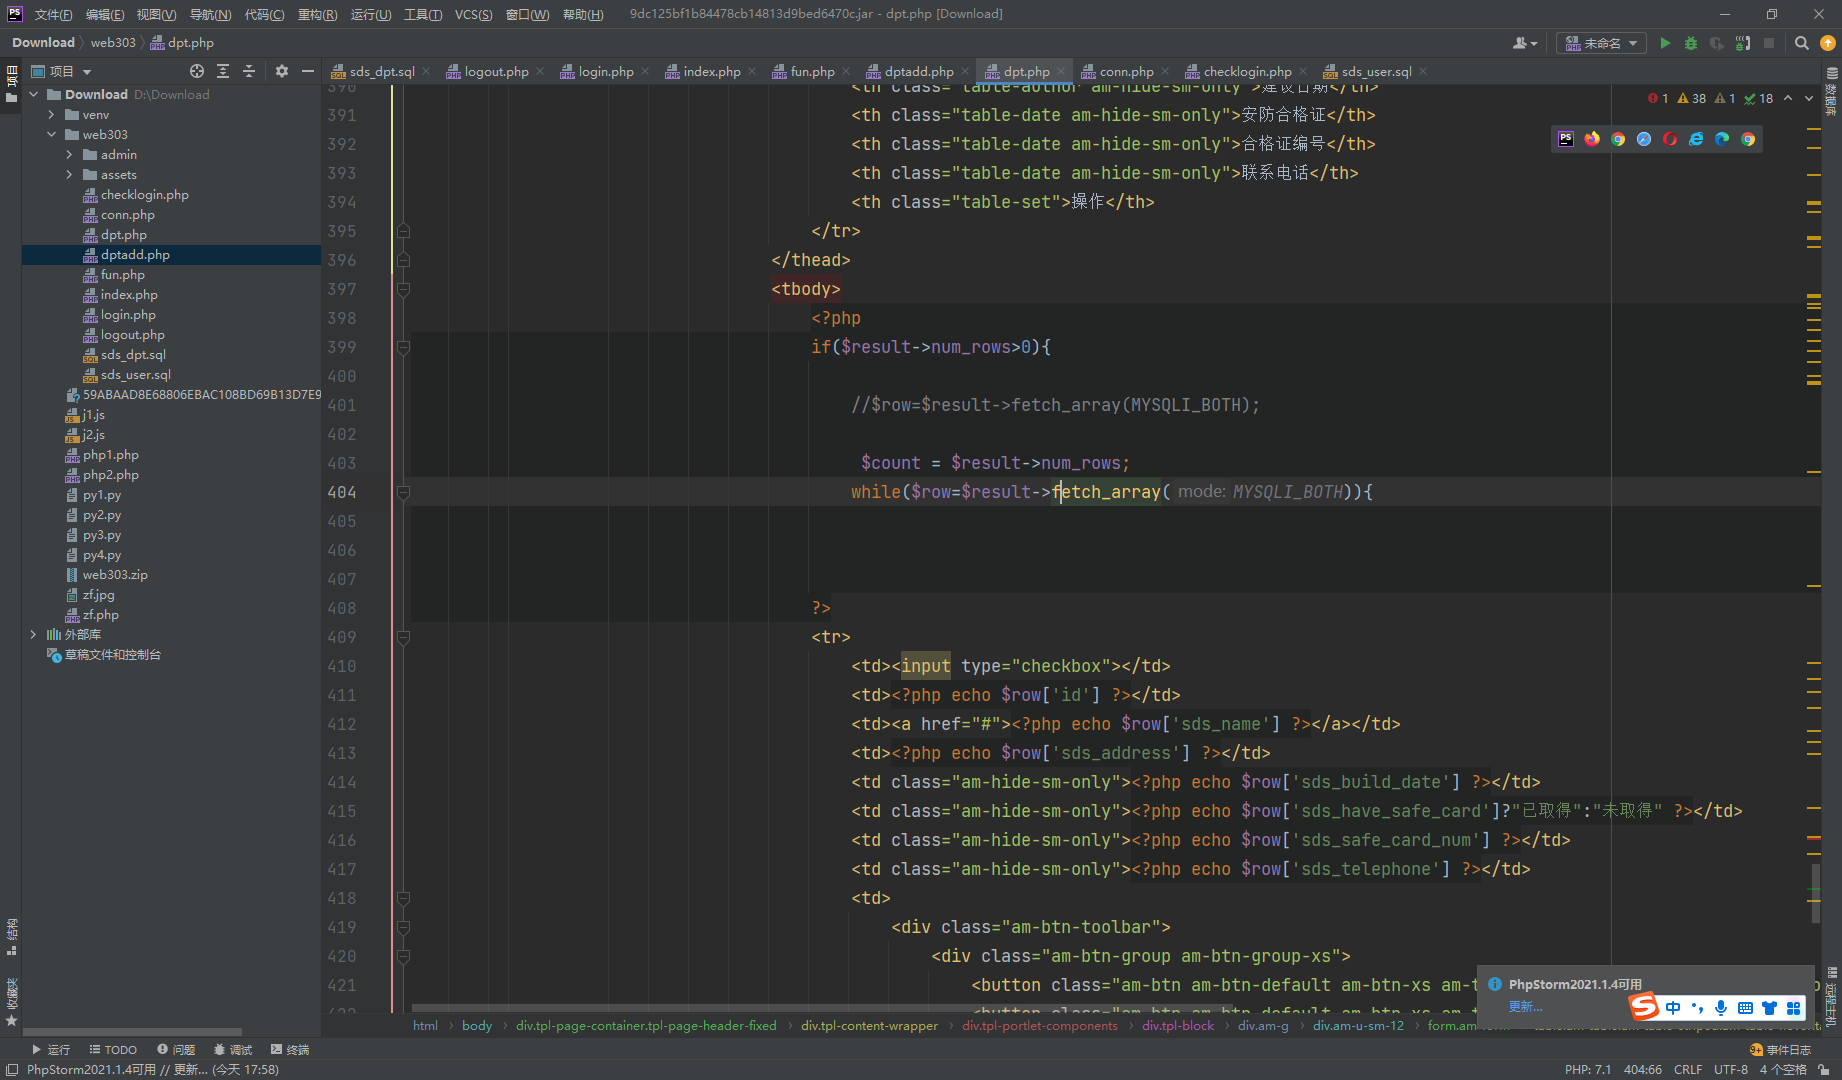 PS 文件(F) 编辑(E) 视图(V) 导航(N) 代码(C) 重构(R) 运行(U) 工具(T) VCS(S) 窗口(W) 帮助(H) 9dc125bf1b84478cb14813d9bed6470c.jar - dpt.php [Download]
Download web303 dpt.php 未命名
项目 sds_dpt.sql logout.php login.php index.php fun.php dptadd.php dpt.php conn.php checklogin.php sds_user.sql
项目
数据库
结构
收藏夹
Download D:\Download
venv
web303
admin
assets
checklogin.php
conn.php
dpt.php
dptadd.php
fun.php
index.php
login.php
logout.php
sds_dpt.sql
sds_user.sql
59ABAAD8E68806EBAC108BD69B13D7E9
j1.js
j2.js
php1.php
php2.php
py1.py
py2.py
py3.py
py4.py
web303.zip
zf.jpg
zf.php
外部库
草稿文件和控制台
1 38 1 18
390 <th class="table-author am-hide-sm-only">建设日期</th>
391 <th class="table-date am-hide-sm-only">安防合格证</th>
392 <th class="table-date am-hide-sm-only">合格证编号</th>
393 <th class="table-date am-hide-sm-only">联系电话</th>
394 <th class="table-set">操作</th>
395 </tr>
396 </thead>
397 <tbody>
398 <?php
399 if($result->num_rows>0){
400
401 //$row=$result->fetch_array(MYSQLI_BOTH);
402
403 $count = $result->num_rows;
404 while($row=$result->fetch_array( mode: MYSQLI_BOTH)){
405
406
407
408 ?>
409 <tr>
410 <td><input type="checkbox"></td>
411 <td><?php echo $row['id'] ?></td>
412 <td><a href="#"><?php echo $row['sds_name'] ?></a></td>
413 <td><?php echo $row['sds_address'] ?></td>
414 <td class="am-hide-sm-only"><?php echo $row['sds_build_date'] ?></td>
415 <td class="am-hide-sm-only"><?php echo $row['sds_have_safe_card']?"已取得":"未取得" ?></td>
416 <td class="am-hide-sm-only"><?php echo $row['sds_safe_card_num'] ?></td>
417 <td class="am-hide-sm-only"><?php echo $row['sds_telephone'] ?></td>
418 <td>
419 <div class="am-btn-toolbar">
420 <div class="am-btn-group am-btn-group-xs">
421 <button class="am-btn am-btn-default am-btn-xs am-t
PhpStorm2021.1.4可用
更新...
中
html body div.tpl-page-container.tpl-page-header-fixed div.tpl-content-wrapper div.tpl-portlet-components div.tpl-block div.am-g div.am-u-sm-12
运行 TODO 问题 调试 终端 9+ 事件日志
PhpStorm2021.1.4可用 // 更新... (今天 17:58) PHP: 7.1 404:66 CRLF UTF-8 4 个空格